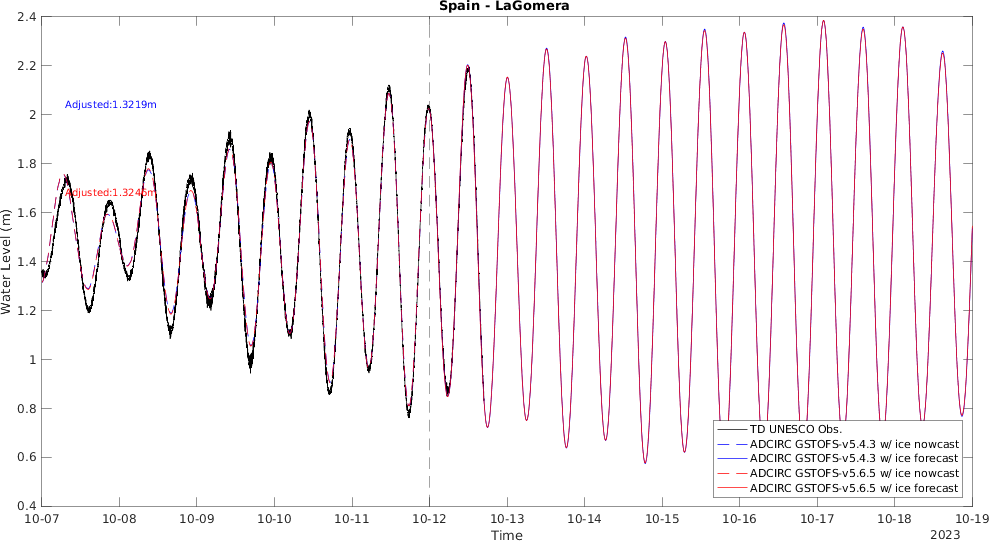 Spain - LaGomera
2.4
2.2
2
1.8
1.6
1.4
1.2
1
0.8
0.6
0.4
Water Level (m)
Adjusted:1.3219m
Adjusted:1.3246m
TD UNESCO Obs.
ADCIRC GSTOFS-v5.4.3 w/ ice nowcast
ADCIRC GSTOFS-v5.4.3 w/ ice forecast
ADCIRC GSTOFS-v5.6.5 w/ ice nowcast
ADCIRC GSTOFS-v5.6.5 w/ ice forecast
10-07 10-08 10-09 10-10 10-11 10-12 10-13 10-14 10-15 10-16 10-17 10-18 10-19
Time
2023